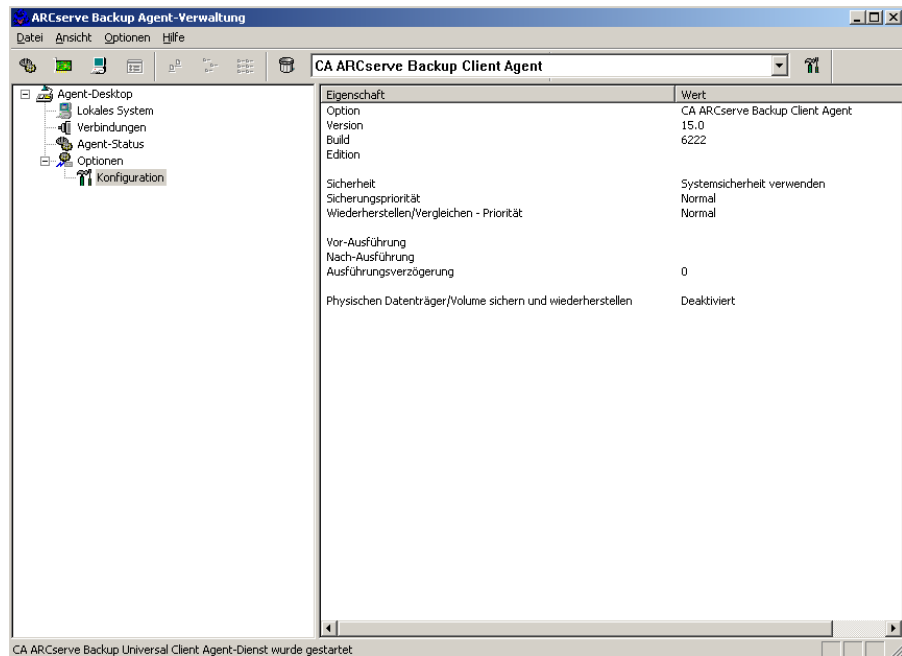 ARCserve Backup Agent-Verwaltung
Datei Ansicht Optionen Hilfe
CA ARCserve Backup Client Agent
Agent-Desktop
Lokales System
Verbindungen
Agent-Status
Optionen
Konfiguration
Eigenschaft Wert
Option CA ARCserve Backup Client Agent
Version 15.0
Build 6222
Edition
Sicherheit Systemsicherheit verwenden
Sicherungspriorität Normal
Wiederherstellen/Vergleichen - Priorität Normal
Vor-Ausführung
Nach-Ausführung
Ausführungsverzögerung 0
Physischen Datenträger/Volume sichern und wiederherstellen Deaktiviert
CA ARCserve Backup Universal Client Agent-Dienst wurde gestartet